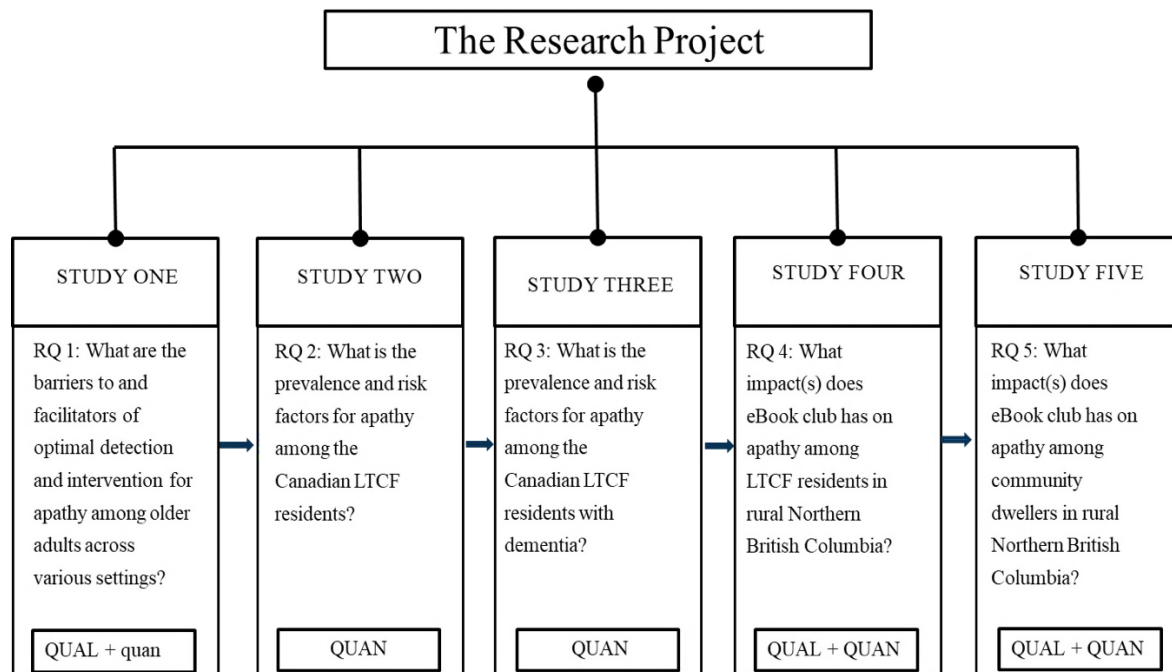 The Research Project
STUDY ONE
RQ 1: What are the
barriers to and
facilitators of
optimal detection
and intervention for
apathy among older
adults across
various settings?
QUAL + quan
STUDY TWO
RQ 2: What is the
prevalence and risk
factors for apathy
among the
Canadian LTCF
residents?
QUAN
STUDY THREE
RQ 3: What is the
prevalence and risk
factors for apathy
among the
Canadian LTCF
residents with
dementia?
QUAN
STUDY FOUR
RQ 4: What
impact(s) does
eBook club has on
apathy among
LTCF residents in
rural Northern
British Columbia?
QUAL + QUAN
STUDY FIVE
RQ 5: What
impact(s) does
eBook club has on
apathy among
community
dwellers in rural
Northern British
Columbia?
QUAL + QUAN